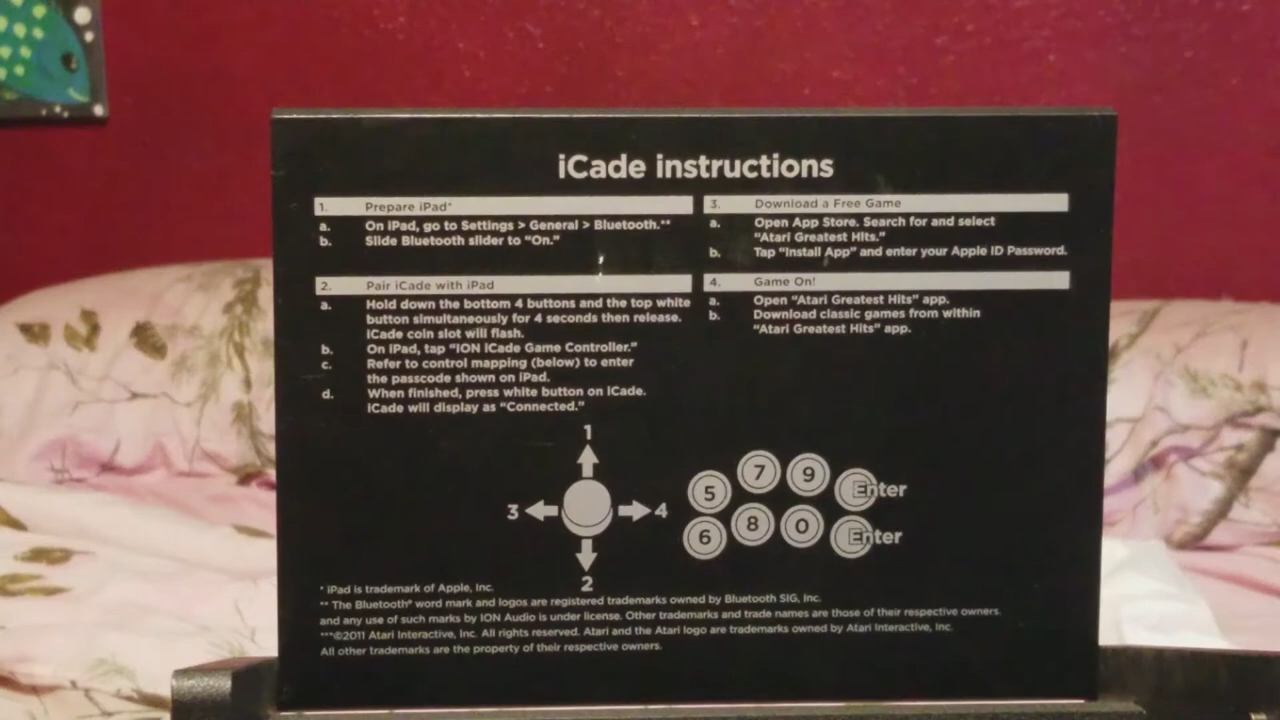 iCade instructions
1. Prepare iPad*
a. On iPad, go to Settings > General > Bluetooth.**
b. Slide Bluetooth slider to “On.”
2. Pair iCade with iPad
a. Hold down the bottom 4 buttons and the top white
button simultaneously for 4 seconds then release.
iCade coin slot will flash.
b. On iPad, tap “ION iCade Game Controller.”
c. Refer to control mapping (below) to enter
the passcode shown on iPad.
d. When finished, press white button on iCade.
iCade will display as “Connected.”
3. Download a Free Game
a. Open App Store. Search for and select
“Atari Greatest Hits.”
b. Tap “Install App” and enter your Apple ID Password.
4. Game On!
a. Open “Atari Greatest Hits” app.
b. Download classic games from within
“Atari Greatest Hits” app.
1
3 4
2
5 7 9 Enter
6 8 0 Enter
* iPad is trademark of Apple, Inc.
** The Bluetooth® word mark and logos are registered trademarks owned by Bluetooth SIG, Inc.
and any use of such marks by ION Audio is under license. Other trademarks and trade names are those of their respective owners.
***©2011 Atari Interactive, Inc. All rights reserved. Atari and the Atari logo are trademarks owned by Atari Interactive, Inc.
All other trademarks are the property of their respective owners.